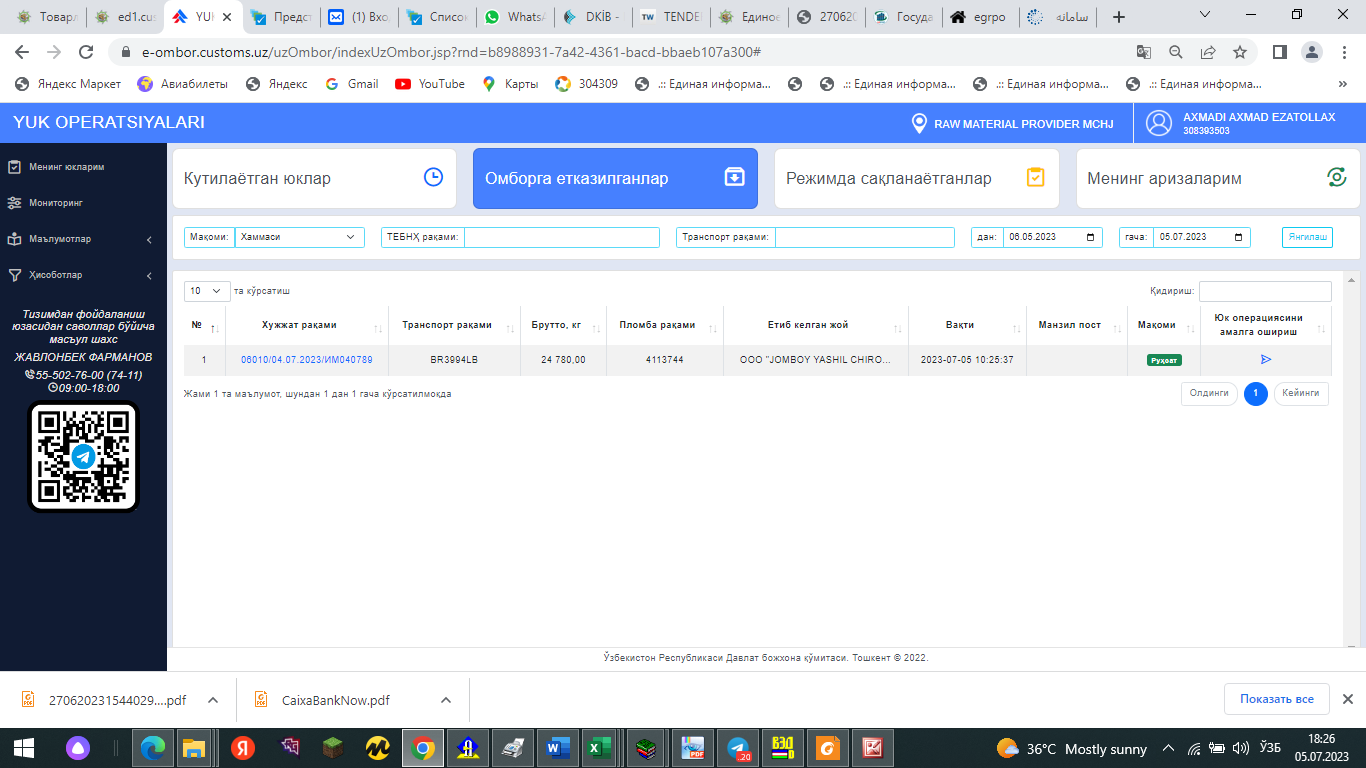 Товарл ed1.cus YUK Предст (1) Вхо, Список WhatsA DKİB - TENDE Единое 270620 Госуда egrpo سامانه
e-ombor.customs.uz/uzOmbor/indexUzOmbor.jsp?rnd=b8988931-7a42-4361-bacd-bbaeb107a300#
Яндекс Маркет Авиабилеты Яндекс Gmail YouTube Карты 304309 .:: Единая информа... .:: Единая информа... .:: Единая информа... .:: Единая информа... »
YUK OPERATSIYALARI RAW MATERIAL PROVIDER MCHJ AXMADI AXMAD EZATOLLAX
308393503
Менинг юкларим
Мониторинг
Маълумотлар
Ҳисоботлар
Тизимдан фойдаланиш
юзасидан саволлар бўйича
масъул шахс
ЖАВЛОНБЕК ФАРМАНОВ
55-502-76-00 (74-11)
09:00-18:00
Кутилаётган юклар Омборга етказилганлар Режимда сақланаётганлар Менинг аризаларим
Мақоми: Хаммаси ТЕБНҲ рақами: Транспорт рақами: дан: 06.05.2023 гача: 05.07.2023 Янгилаш
10 та кўрсатиш Қидириш:
№ Хужжат рақами Транспорт рақами Брутто, кг Пломба рақами Етиб келган жой Вақти Манзил пост Мақоми Юк операциясини
амалга ошириш
1 06010/04.07.2023/ИМ040789 BR3994LB 24 780,00 4113744 ООО "JOMBOY YASHIL CHIRO... 2023-07-05 10:25:37 Руҳсат
Жами 1 та маълумот, шундан 1 дан 1 гача кўрсатилмоқда Олдинги 1 Кейинги
Ўзбекистон Республикаси Давлат божхона қўмитаси. Тошкент © 2022.
270620231544029....pdf CaixaBankNow.pdf Показать все
36°C Mostly sunny ЎЗБ 18:26
05.07.2023